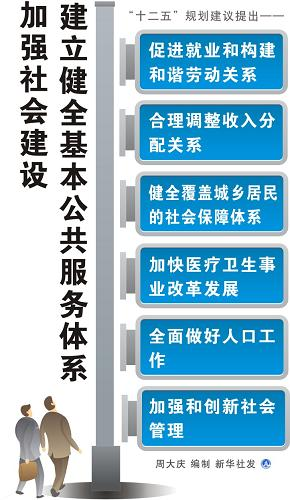 加强社会建设
建立健全基本公共服务体系
“十二五”规划建议提出——
促进就业和构建
和谐劳动关系
合理调整收入分
配关系
健全覆盖城乡居民
的社会保障体系
加快医疗卫生事
业改革发展
全面做好人口工
作
加强和创新社会
管理
周大庆 编制 新华社发